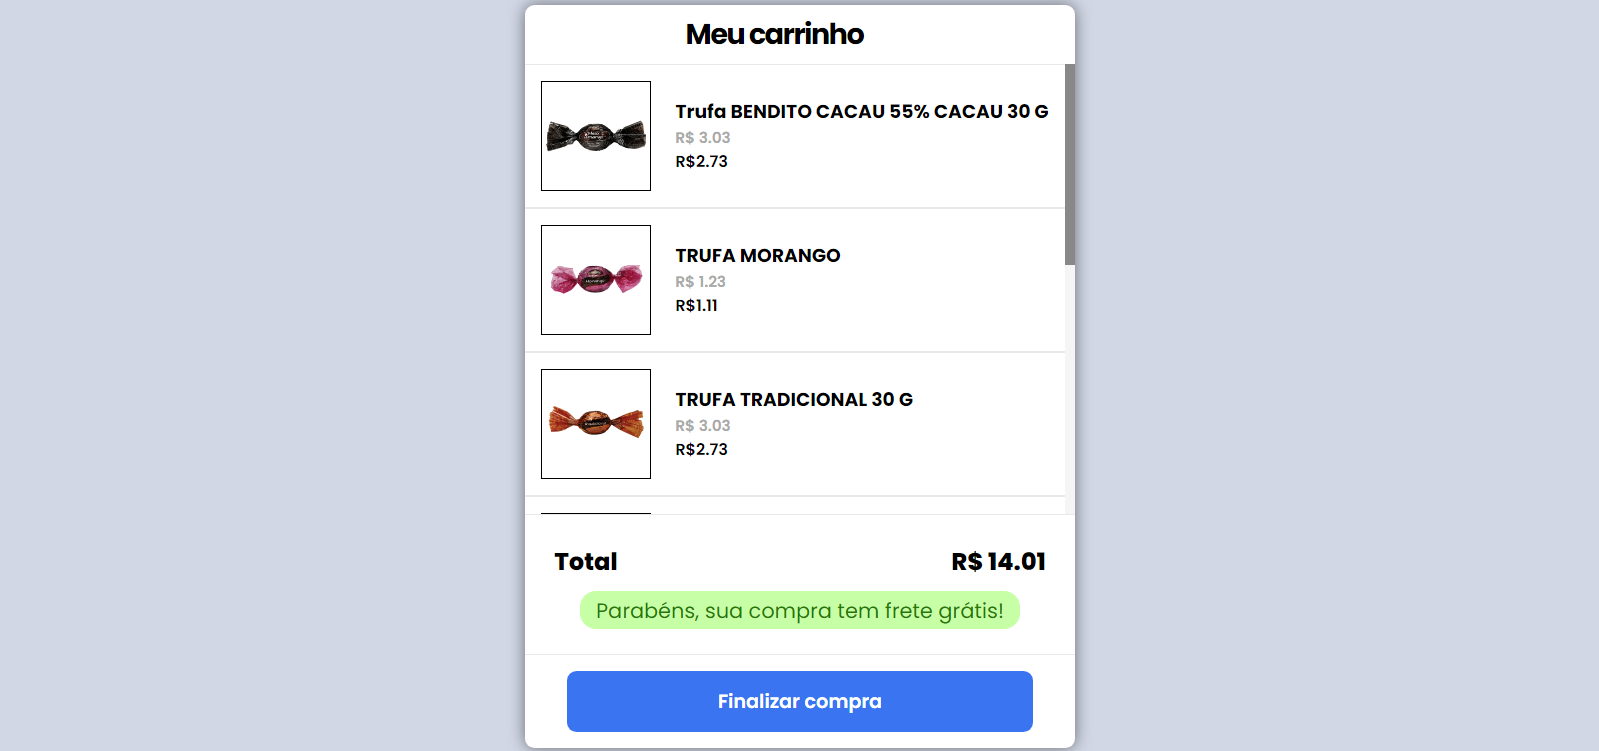 Meu carrinho
Trufa BENDITO CACAU 55% CACAU 30 G
R$ 3.03
R$2.73
TRUFA MORANGO
R$ 1.23
R$1.11
TRUFA TRADICIONAL 30 G
R$ 3.03
R$2.73
Total
R$ 14.01
Parabéns, sua compra tem frete grátis!
Finalizar compra